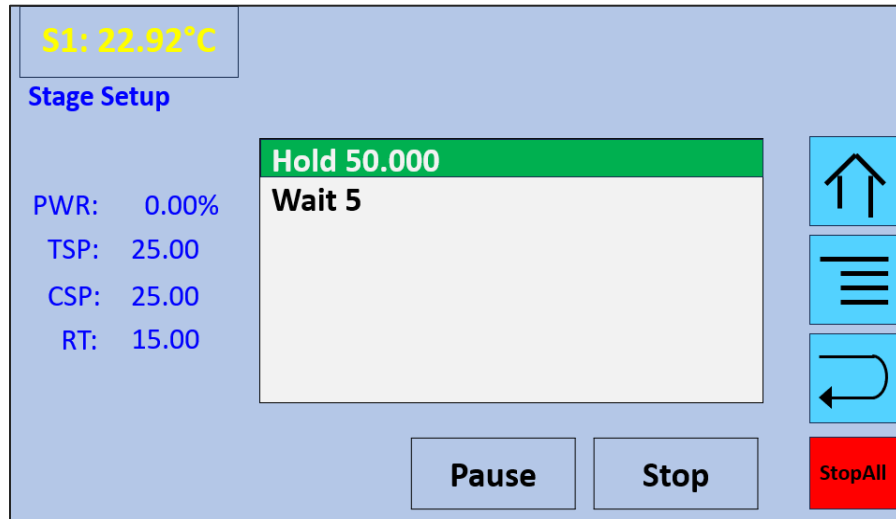 S1: 22.92°C
Stage Setup
Hold 50.000
Wait 5
PWR: 0.00%
TSP: 25.00
CSP: 25.00
RT: 15.00
Pause
Stop
StopAll